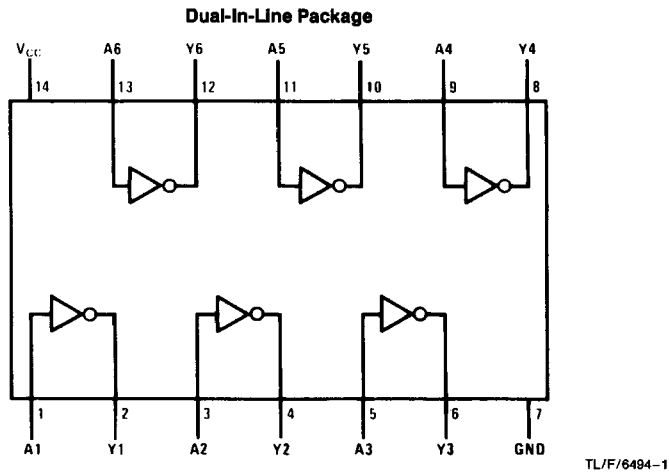 Dual-In-Line Package
VCC A6 Y6 A5 Y5 A4 Y4
14 13 12 11 10 9 8
1 2 3 4 5 6 7
A1 Y1 A2 Y2 A3 Y3 GND
TL/F/6494-1